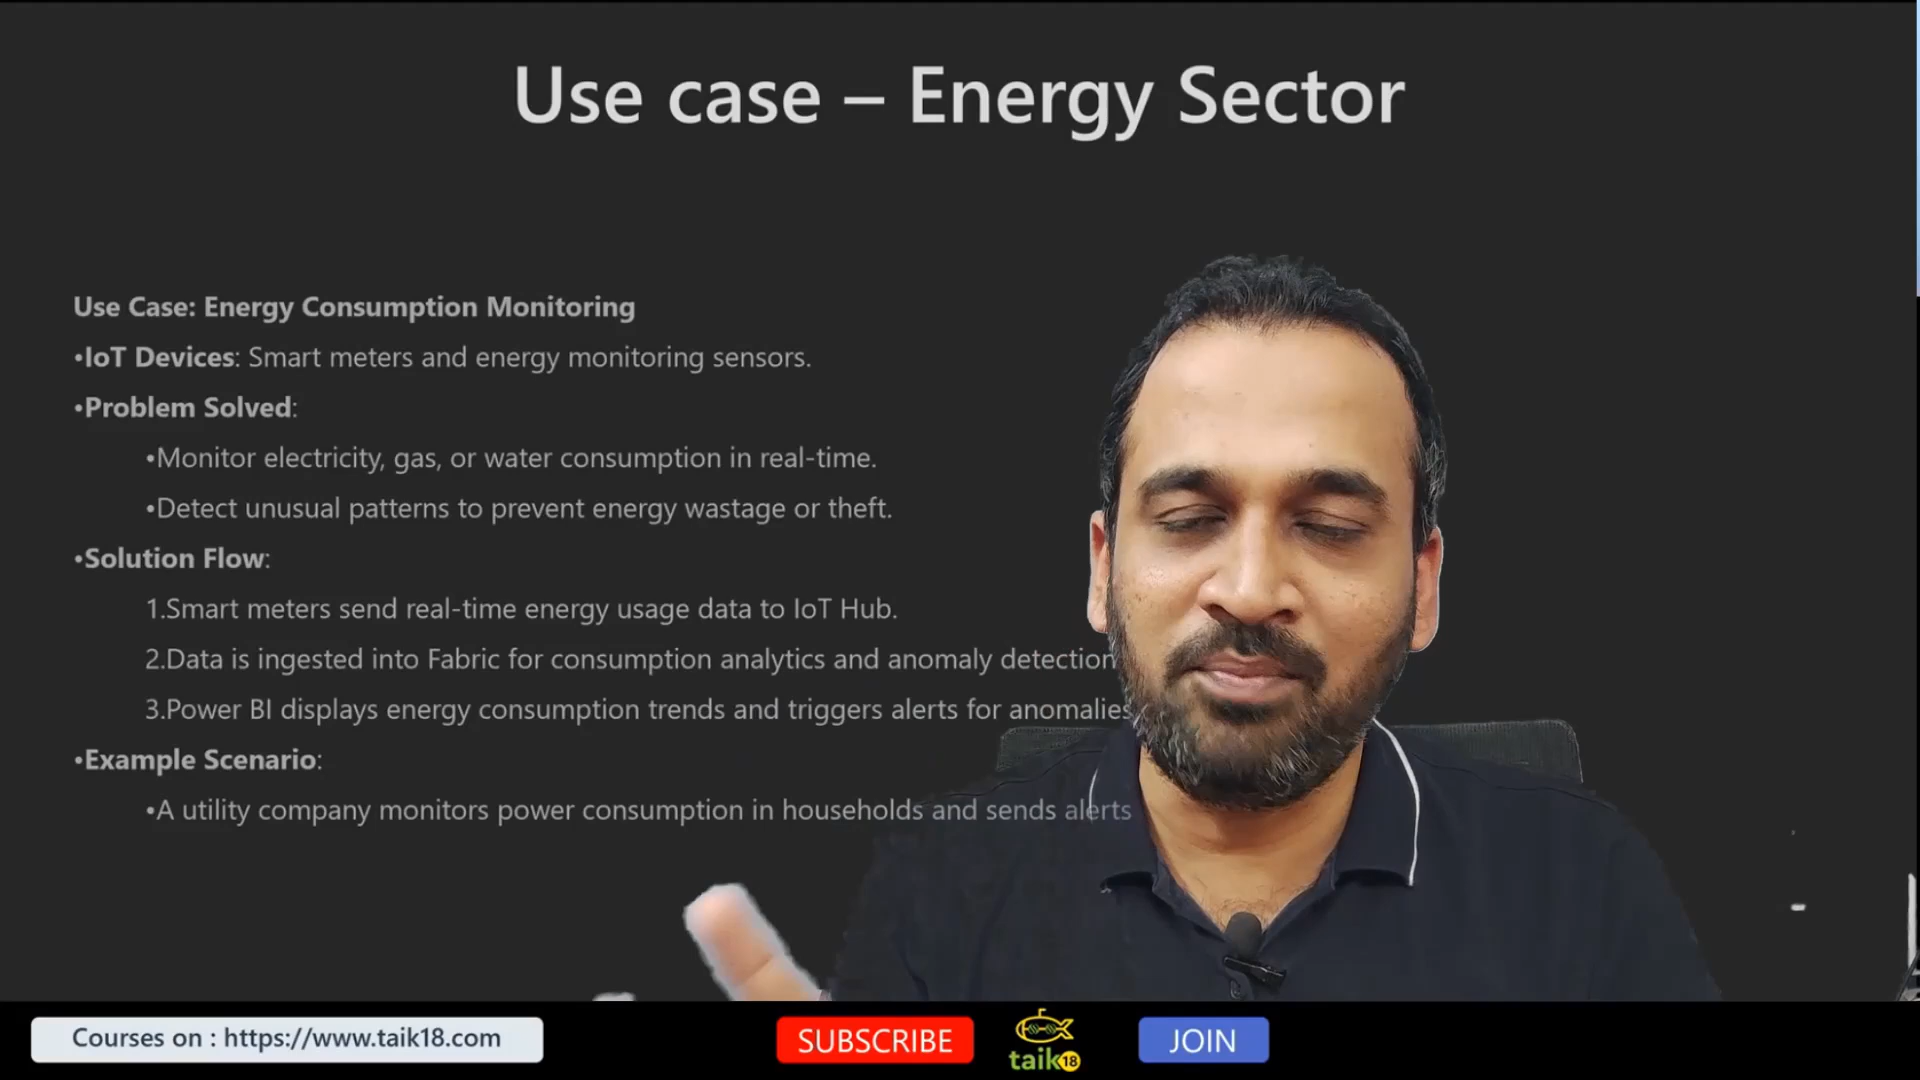 Use case – Energy Sector
Use Case: Energy Consumption Monitoring
•IoT Devices: Smart meters and energy monitoring sensors.
•Problem Solved:
•Monitor electricity, gas, or water consumption in real-time.
•Detect unusual patterns to prevent energy wastage or theft.
•Solution Flow:
1.Smart meters send real-time energy usage data to IoT Hub.
2.Data is ingested into Fabric for consumption analytics and anomaly detection
3.Power BI displays energy consumption trends and triggers alerts for anomalies
•Example Scenario:
•A utility company monitors power consumption in households and sends alerts
Courses on : https://www.taik18.com
SUBSCRIBE
taik18
JOIN